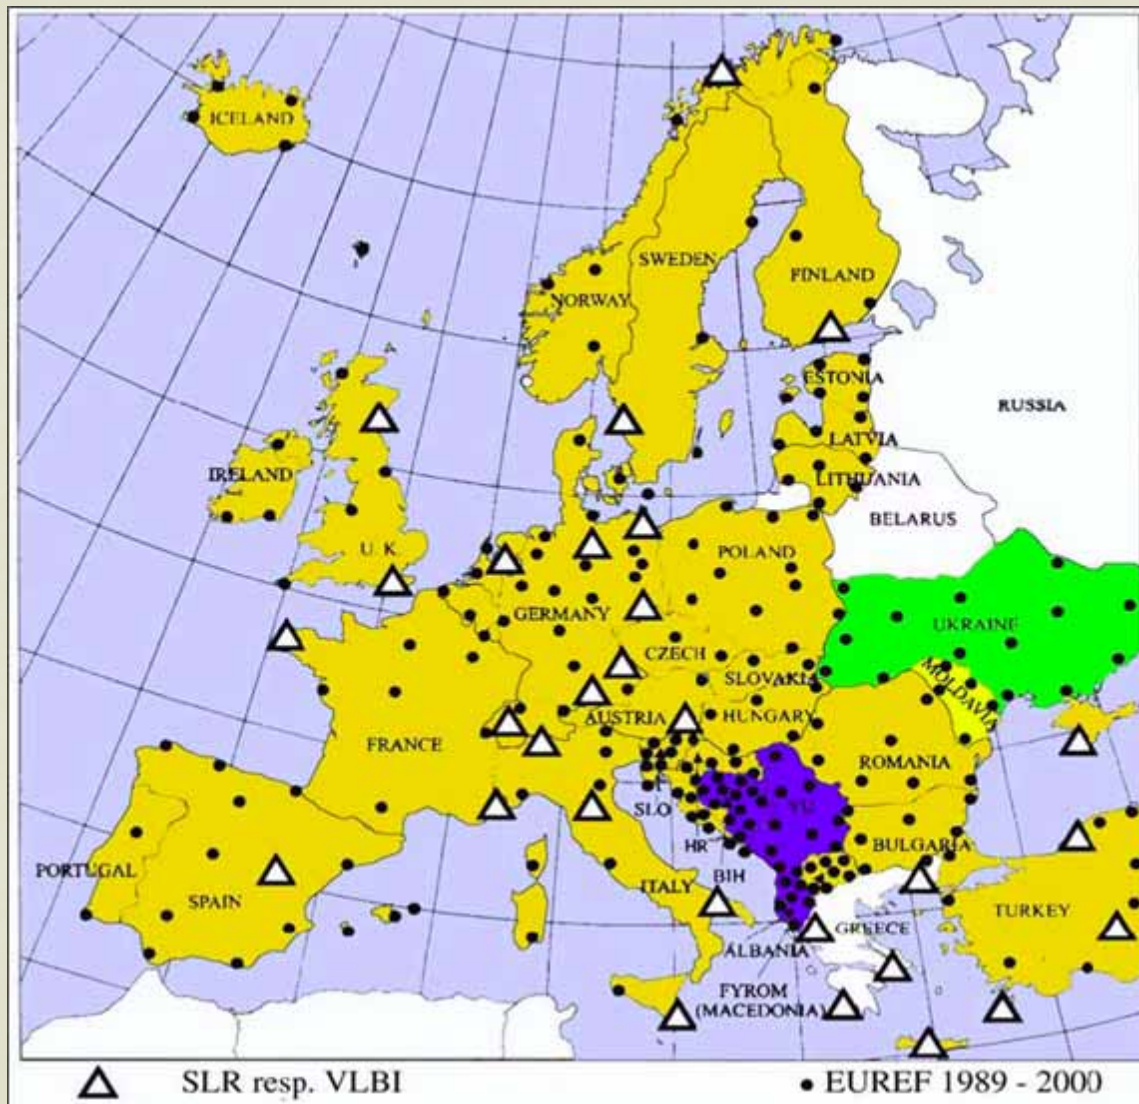 ICELAND
SWEDEN
FINLAND
NORWAY
ESTONIA
RUSSIA
LATVIA
IRELAND
LITHUANIA
BELARUS
U. K.
POLAND
GERMANY
UKRAINE
CZECH
SLOVAKIA
MOLDAVIA
AUSTRIA
HUNGARY
FRANCE
ROMANIA
SLO
YU
HR
BULGARIA
PORTUGAL
BIH
ITALY
SPAIN
TURKEY
GREECE
ALBANIA
FYROM
(MACEDONIA)
SLR resp. VLBI
EUREF 1989 - 2000